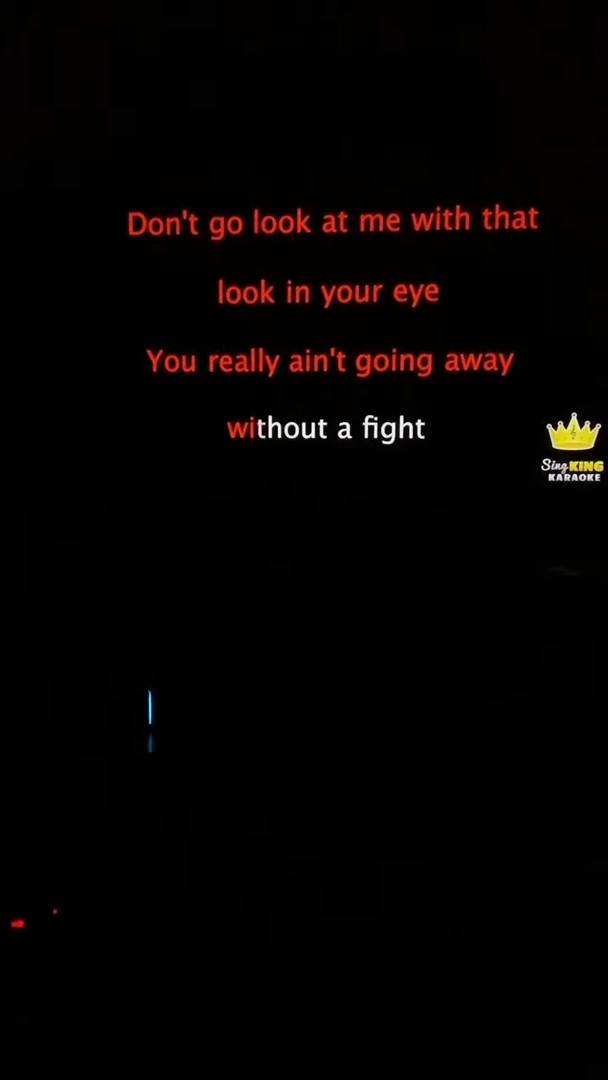 Don't go look at me with that
look in your eye
You really ain't going away
without a fight
Sing KING
KARAOKE